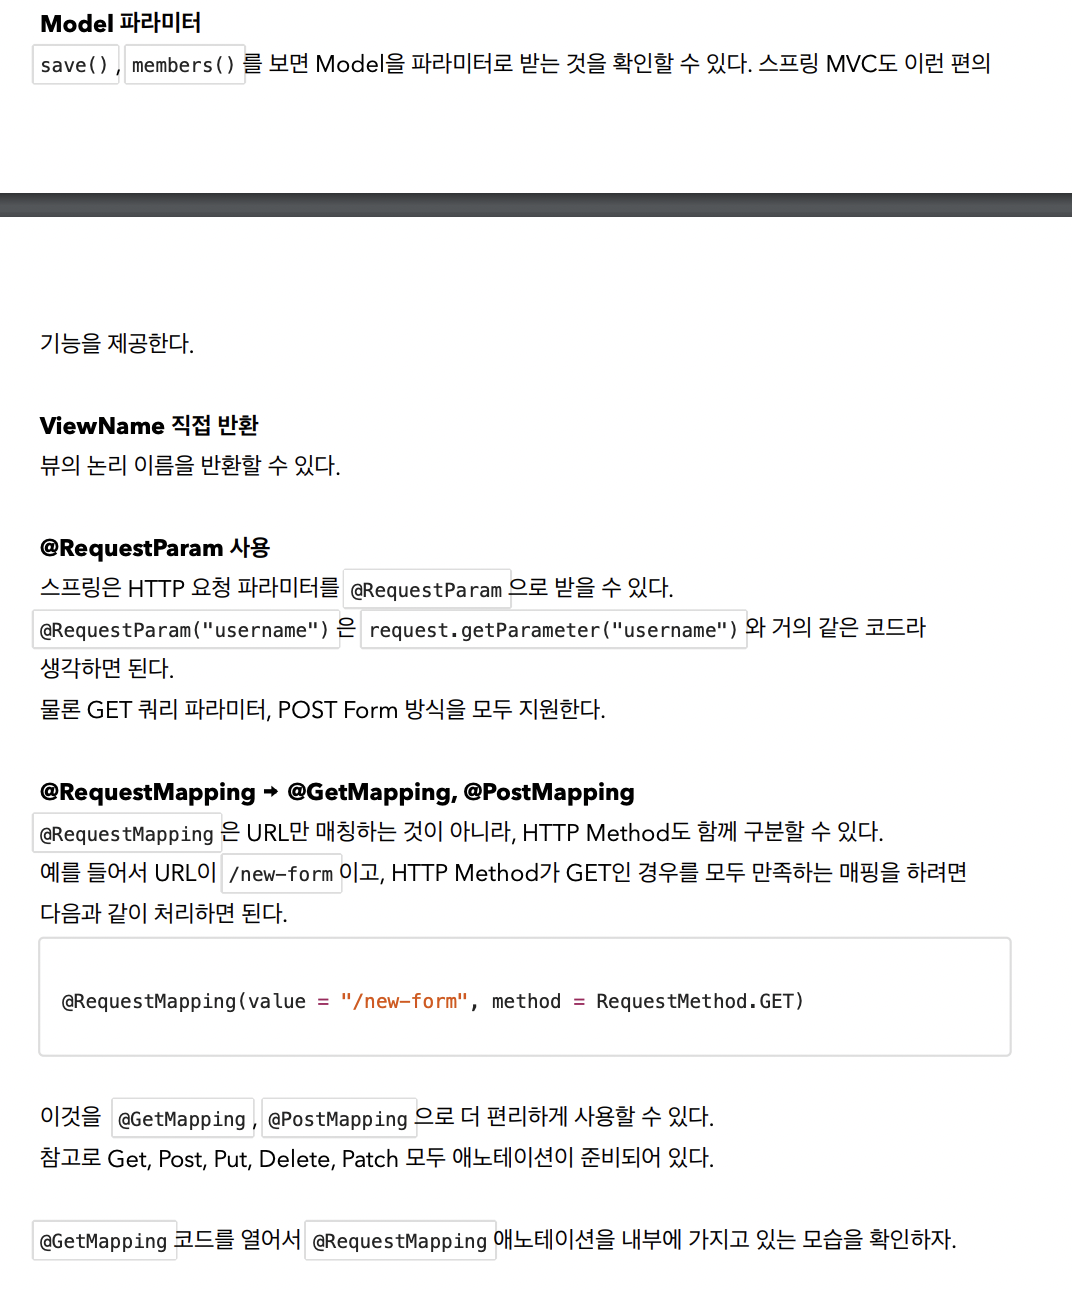 Model 파라미터
save() , members() 를 보면 Model을 파라미터로 받는 것을 확인할 수 있다. 스프링 MVC도 이런 편의
기능을 제공한다.
ViewName 직접 반환
뷰의 논리 이름을 반환할 수 있다.
@RequestParam 사용
스프링은 HTTP 요청 파라미터를 @RequestParam 으로 받을 수 있다.
@RequestParam("username") 은 request.getParameter("username") 와 거의 같은 코드라
생각하면 된다.
물론 GET 쿼리 파라미터, POST Form 방식을 모두 지원한다.
@RequestMapping → @GetMapping, @PostMapping
@RequestMapping 은 URL만 매칭하는 것이 아니라, HTTP Method도 함께 구분할 수 있다.
예를 들어서 URL이 /new-form 이고, HTTP Method가 GET인 경우를 모두 만족하는 매핑을 하려면
다음과 같이 처리하면 된다.
@RequestMapping(value = "/new-form", method = RequestMethod.GET)
이것을 @GetMapping , @PostMapping 으로 더 편리하게 사용할 수 있다.
참고로 Get, Post, Put, Delete, Patch 모두 애노테이션이 준비되어 있다.
@GetMapping 코드를 열어서 @RequestMapping 애노테이션을 내부에 가지고 있는 모습을 확인하자.